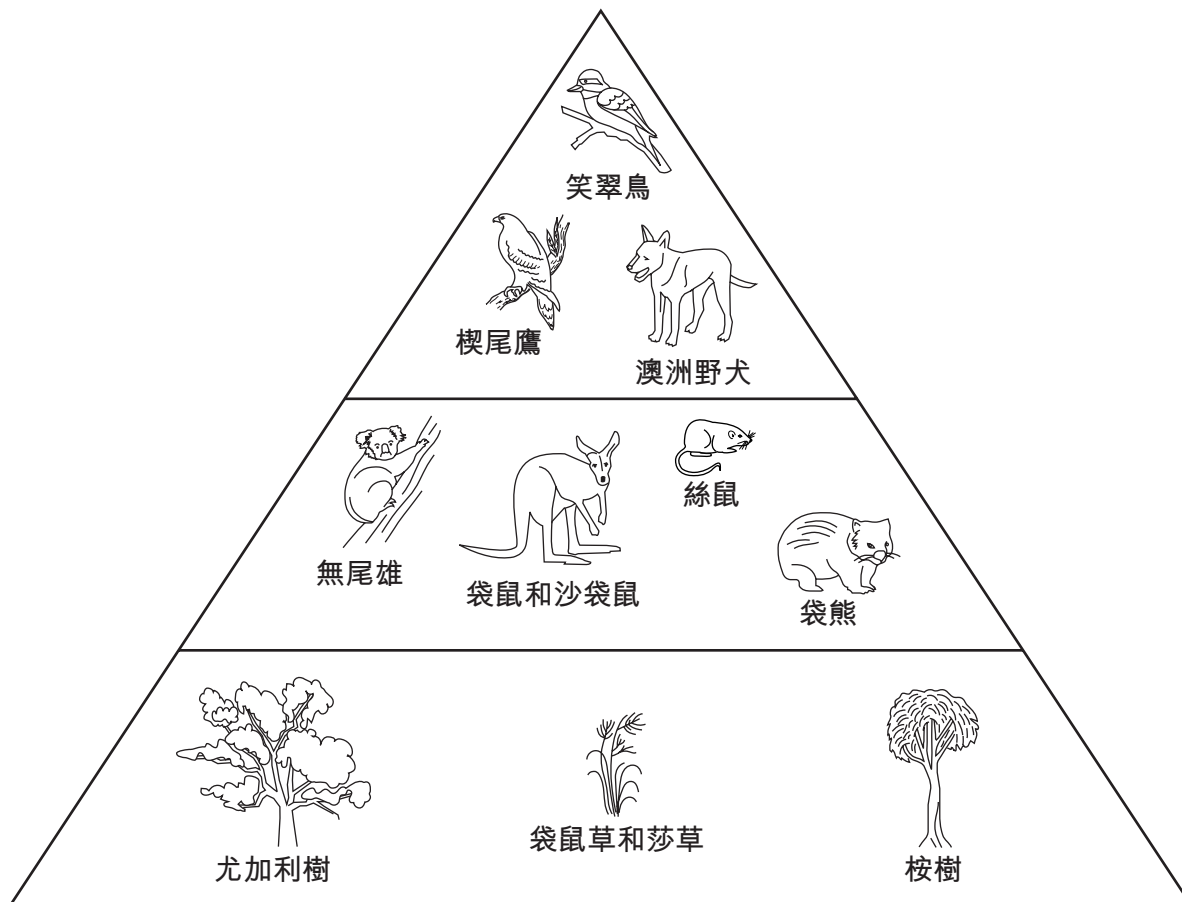 笑翠鳥
楔尾鷹
澳洲野犬
無尾雄
袋鼠和沙袋鼠
絲鼠
袋熊
尤加利樹
袋鼠草和莎草
桉樹